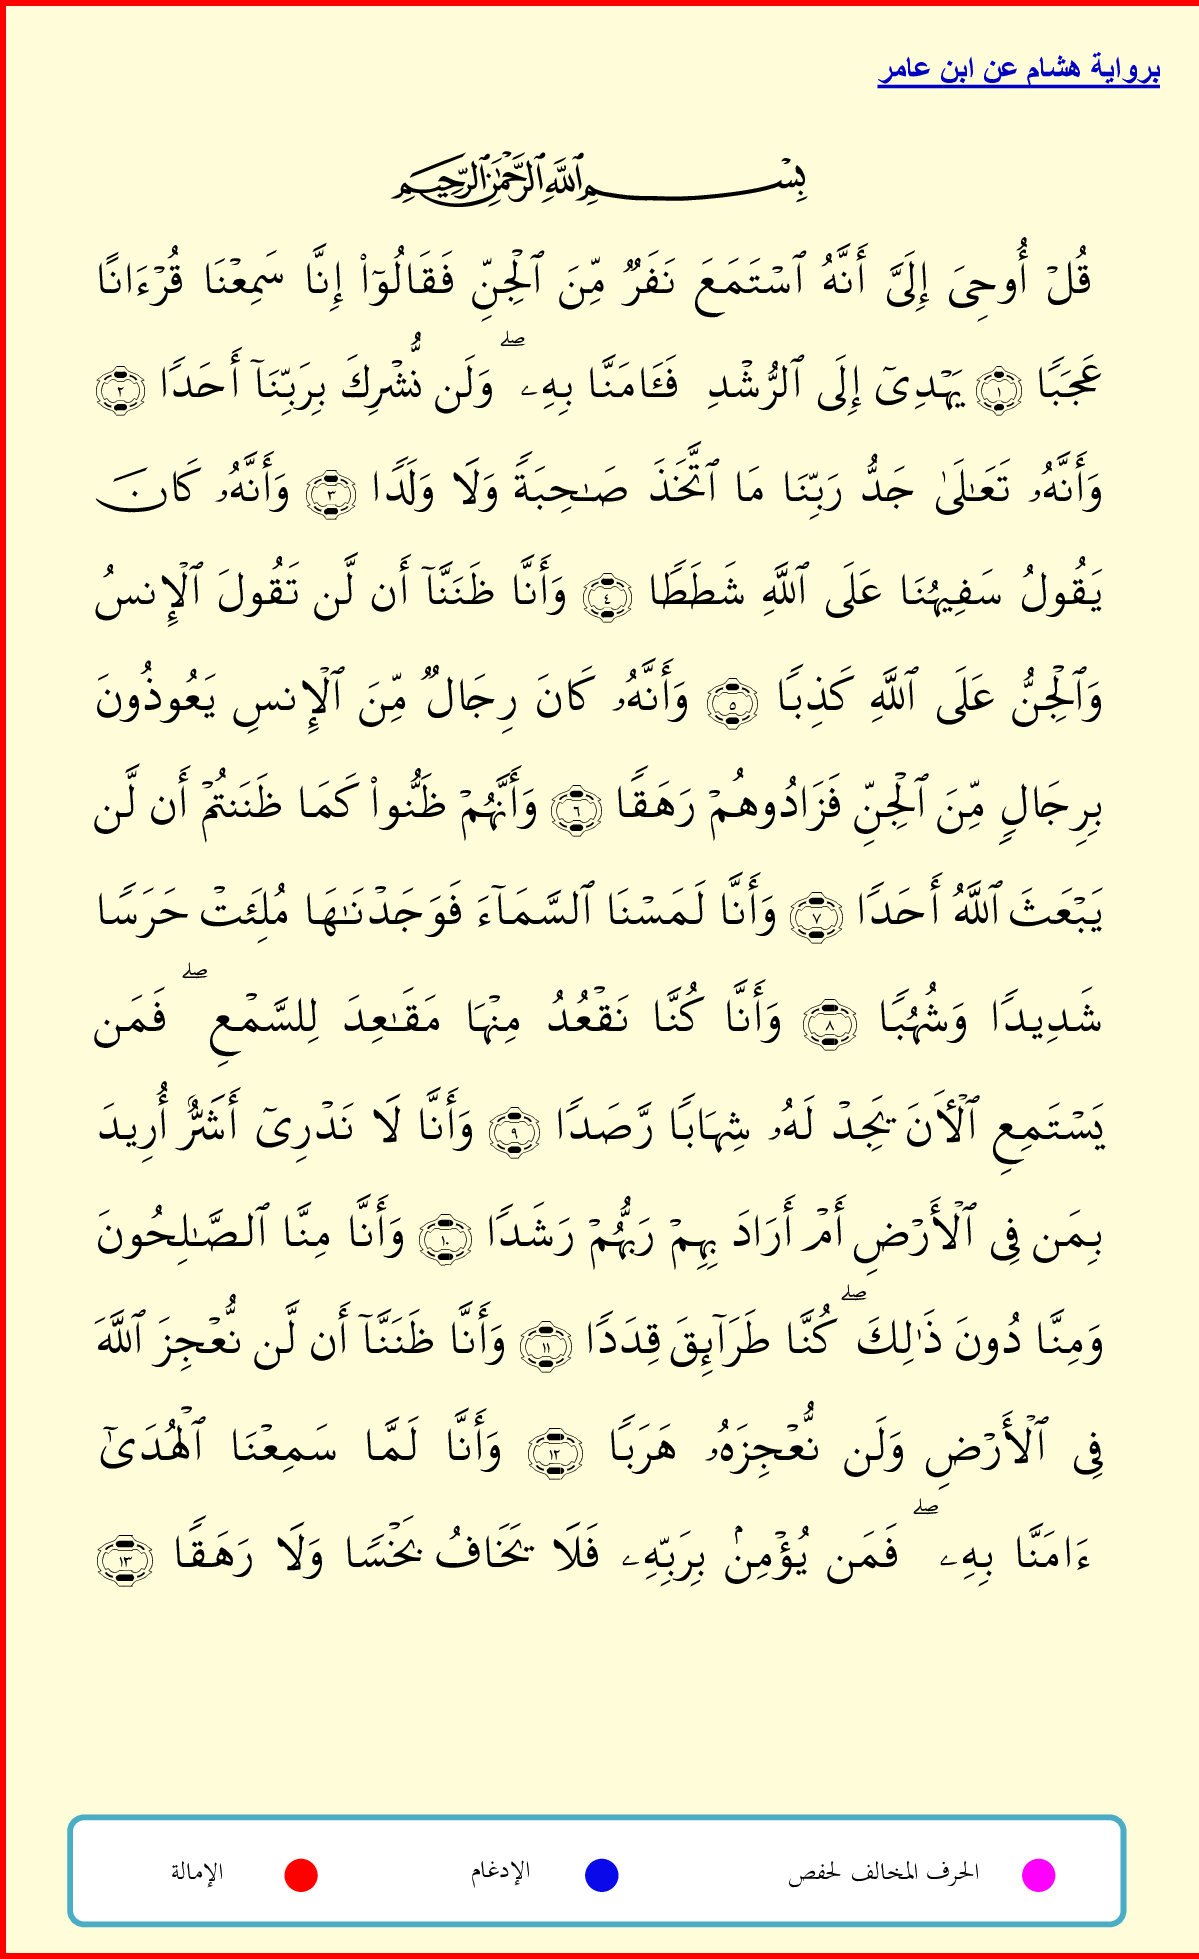 برواية هشام عن ابن عامر
بِسْمِ ٱللَّهِ ٱلرَّحْمَٰنِ ٱلرَّحِيمِ
قُلۡ أُوحِيَ إِلَيَّ أَنَّهُ ٱسۡتَمَعَ نَفَرٞ مِّنَ ٱلۡجِنِّ فَقَالُوٓاْ إِنَّا سَمِعۡنَا قُرۡءَانًا
عَجَبٗا ١ يَهۡدِيٓ إِلَى ٱلرُّشۡدِ فَـَٔامَنَّا بِهِۦۖ وَلَن نُّشۡرِكَ بِرَبِّنَآ أَحَدٗا ٢
وَأَنَّهُۥ تَعَٰلَىٰ جَدُّ رَبِّنَا مَا ٱتَّخَذَ صَٰحِبَةٗ وَلَا وَلَدٗا ٣ وَأَنَّهُۥ كَانَ
يَقُولُ سَفِيهُنَا عَلَى ٱللَّهِ شَطَطٗا ٤ وَأَنَّا ظَنَنَّآ أَن لَّن تَقُولَ ٱلۡإِنسُ
وَٱلۡجِنُّ عَلَى ٱللَّهِ كَذِبٗا ٥ وَأَنَّهُۥ كَانَ رِجَالٞ مِّنَ ٱلۡإِنسِ يَعُوذُونَ
بِرِجَالٖ مِّنَ ٱلۡجِنِّ فَزَادُوهُمۡ رَهَقٗا ٦ وَأَنَّهُمۡ ظَنُّواْ كَمَا ظَنَنتُمۡ أَن لَّن
يَبۡعَثَ ٱللَّهُ أَحَدٗا ٧ وَأَنَّا لَمَسۡنَا ٱلسَّمَآءَ فَوَجَدۡنَٰهَا مُلِئَتۡ حَرَسٗا
شَدِيدٗا وَشُهُبٗا ٨ وَأَنَّا كُنَّا نَقۡعُدُ مِنۡهَا مَقَٰعِدَ لِلسَّمۡعِۖ فَمَن
يَسۡتَمِعِ ٱلۡأٓنَ يَجِدۡ لَهُۥ شِهَابٗا رَّصَدٗا ٩ وَأَنَّا لَا نَدۡرِيٓ أَشَرٌّ أُرِيدَ
بِمَن فِي ٱلۡأَرۡضِ أَمۡ أَرَادَ بِهِمۡ رَبُّهُمۡ رَشَدٗا ١٠ وَأَنَّا مِنَّا ٱلصَّٰلِحُونَ
وَمِنَّا دُونَ ذَٰلِكَۖ كُنَّا طَرَآئِقَ قِدَدٗا ١١ وَأَنَّا ظَنَنَّآ أَن لَّن نُّعۡجِزَ ٱللَّهَ
فِي ٱلۡأَرۡضِ وَلَن نُّعۡجِزَهُۥ هَرَبٗا ١٢ وَأَنَّا لَمَّا سَمِعۡنَا ٱلۡهُدَىٰٓ
ءَامَنَّا بِهِۦۖ فَمَن يُؤۡمِنۢ بِرَبِّهِۦ فَلَا يَخَافُ بَخۡسٗا وَلَا رَهَقٗا ١٣
الحرف المخالف لحفص الإدغام الإمالة